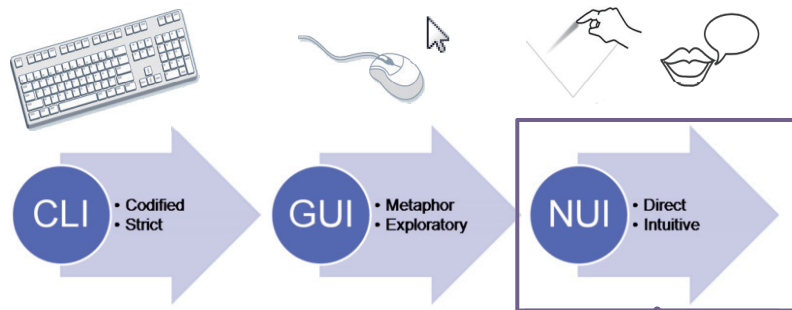 CLI
• Codified
• Strict
GUI
• Metaphor
• Exploratory
NUI
• Direct
• Intuitive